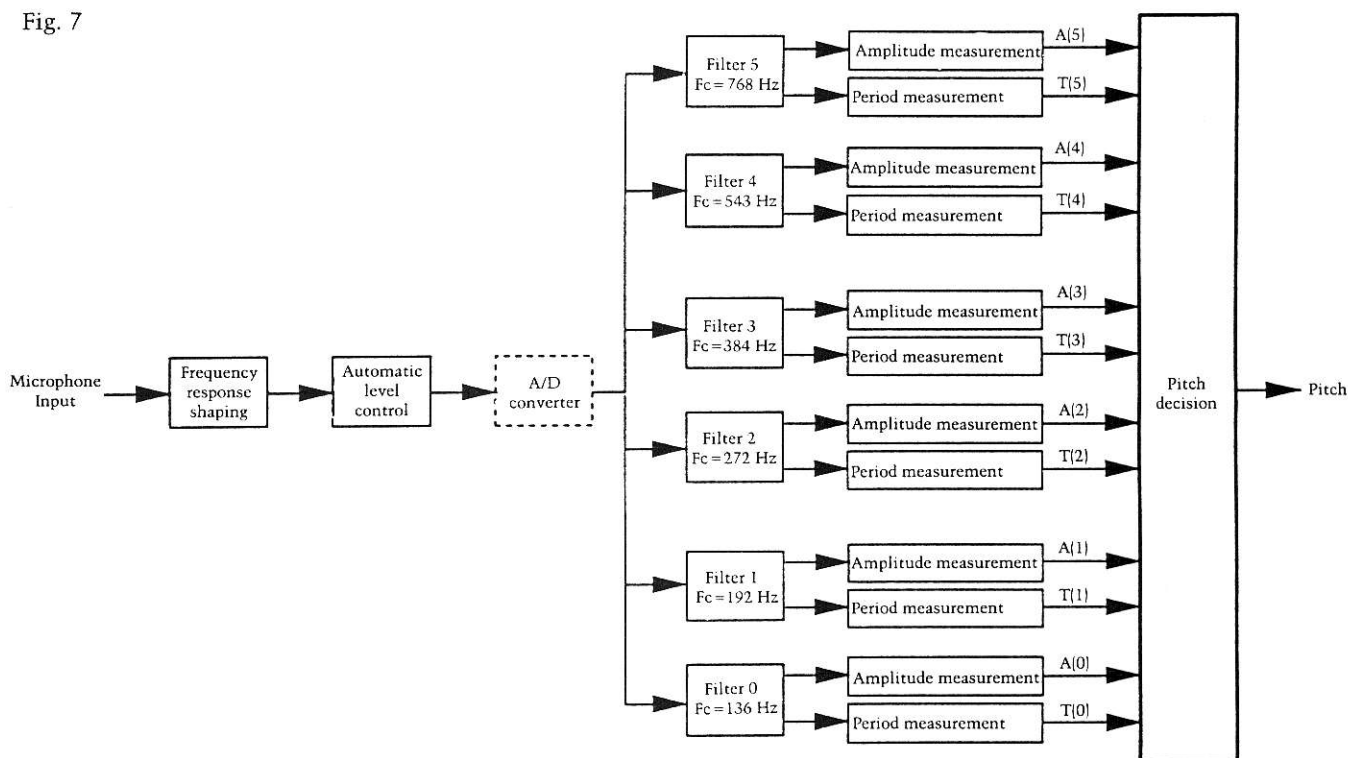 Fig. 7
Microphone
Input
Frequency
response
shaping
Automatic
level
control
A/D
converter
Filter 5
Fc = 768 Hz
Amplitude measurement
A(5)
Period measurement
T(5)
Filter 4
Fc = 543 Hz
Amplitude measurement
A(4)
Period measurement
T(4)
Filter 3
Fc = 384 Hz
Amplitude measurement
A(3)
Period measurement
T(3)
Filter 2
Fc = 272 Hz
Amplitude measurement
A(2)
Period measurement
T(2)
Filter 1
Fc = 192 Hz
Amplitude measurement
A(1)
Period measurement
T(1)
Filter 0
Fc = 136 Hz
Amplitude measurement
A(0)
Period measurement
T(0)
Pitch
decision
Pitch